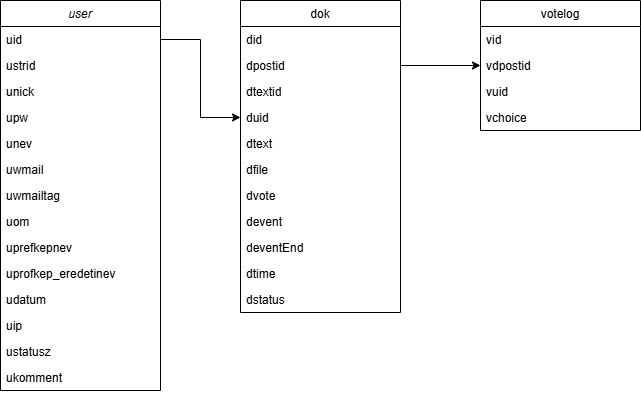 user
uid
ustrid
unick
upw
unev
uwmail
uwmailtag
uom
uprefkepnev
uprofkep_eredetinev
udatum
uip
ustatusz
ukomment
dok
did
dpostid
dtextid
duid
dtext
dfile
dvote
devent
deventEnd
dtime
dstatus
votelog
vid
vdpostid
vuid
vchoice